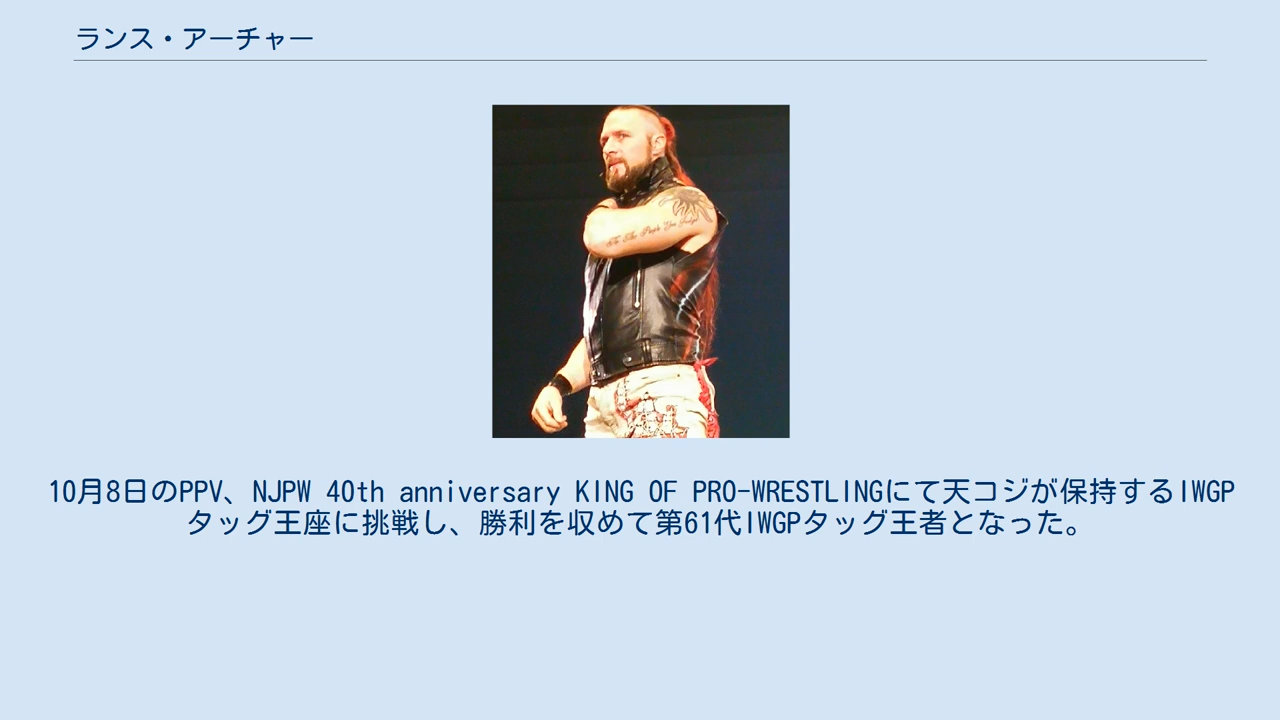 ランス・アーチャー
10月8日のPPV、NJPW 40th anniversary KING OF PRO-WRESTLINGにて天コジが保持するIWGP
タッグ王座に挑戦し、勝利を収めて第61代IWGPタッグ王者となった。